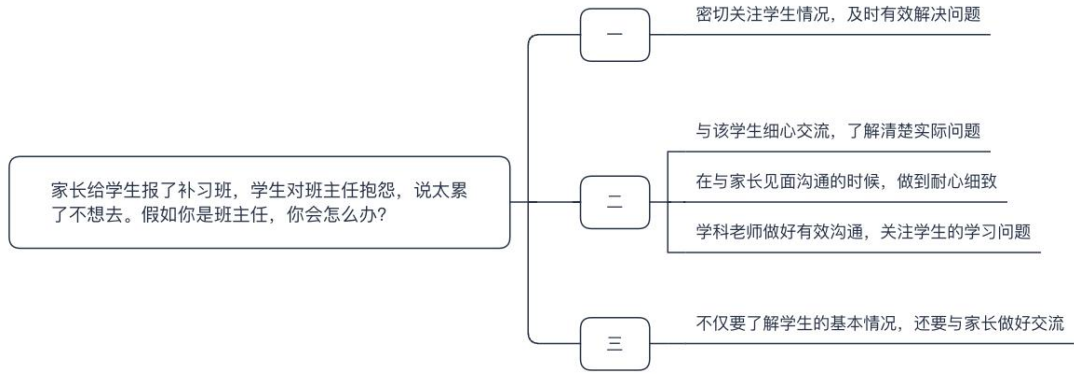 家长给学生报了补习班，学生对班主任抱怨，说太累
了不想去。假如你是班主任，你会怎么办?
一
密切关注学生情况，及时有效解决问题
二
与该学生细心交流，了解清楚实际问题
在与家长见面沟通的时候，做到耐心细致
学科老师做好有效沟通，关注学生的学习问题
三
不仅要了解学生的基本情况，还要与家长做好交流